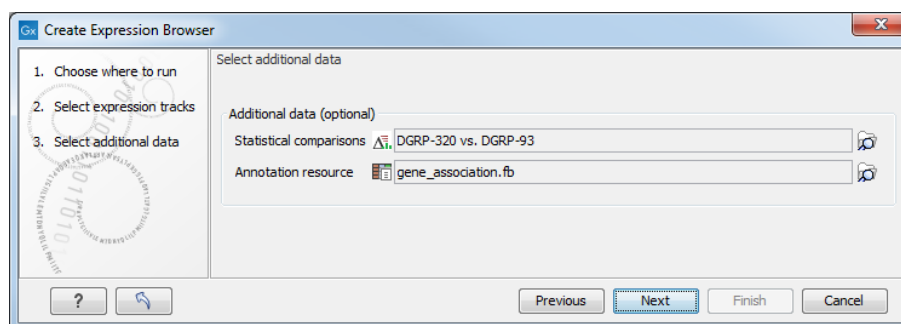 Gx Create Expression Browser
X
1. Choose where to run
2. Select expression tracks
3. Select additional data
Select additional data
Additional data (optional)
Statistical comparisons DGRP-320 vs. DGRP-93
Annotation resource gene_association.fb
?
Previous Next Finish Cancel